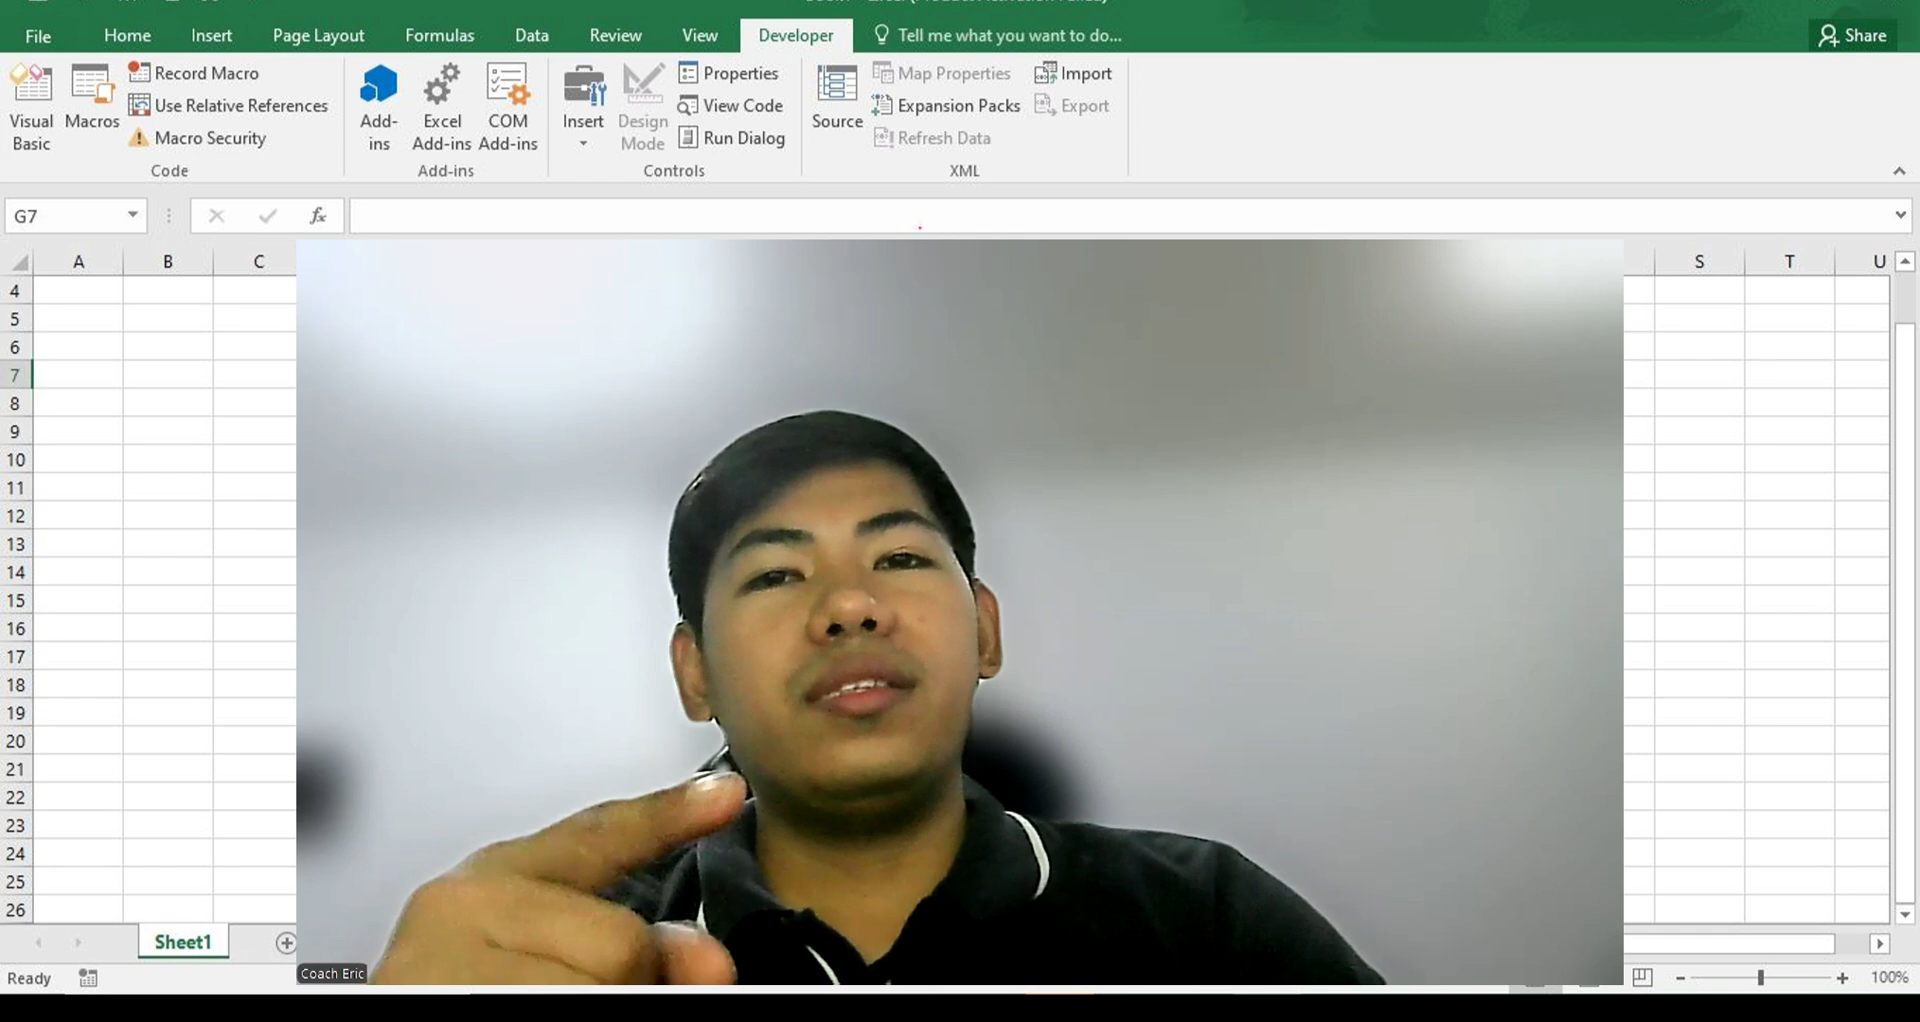 File Home Insert Page Layout Formulas Data Review View Developer Tell me what you want to do... Share
Visual Basic
Macros
Record Macro
Use Relative References
Macro Security
Code
Add-ins
Excel Add-ins
COM Add-ins
Add-ins
Insert
Design Mode
Properties
View Code
Run Dialog
Controls
Source
Map Properties
Expansion Packs
Refresh Data
Import
Export
XML
G7 fx
A B C S T U
4
5
6
7
8
9
10
11
12
13
14
15
16
17
18
19
20
21
22
23
24
25
26
Sheet1
Coach Eric
Ready 100%